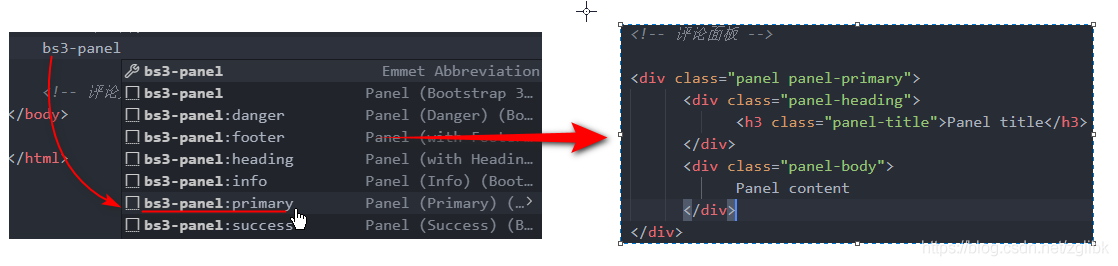 bs3-panel
bs3-panel Emmet Abbreviation
bs3-panel Panel (Bootstrap 3...
<!-- 评论
bs3-panel:danger Panel (Danger) (Bo...
</body>
bs3-panel:footer Panel (with Footer
bs3-panel:heading Panel (with Headin...
</html>
bs3-panel:info Panel (Info) (Boot...
bs3-panel:primary Panel (Primary) (...>
bs3-panel:success Panel (Success) (B...
<!-- 评论面板 -->
<div class="panel panel-primary">
<div class="panel-heading">
<h3 class="panel-title">Panel title</h3>
</div>
<div class="panel-body">
Panel content
</div>
</div>
https://blog.csdn.net/zglibk